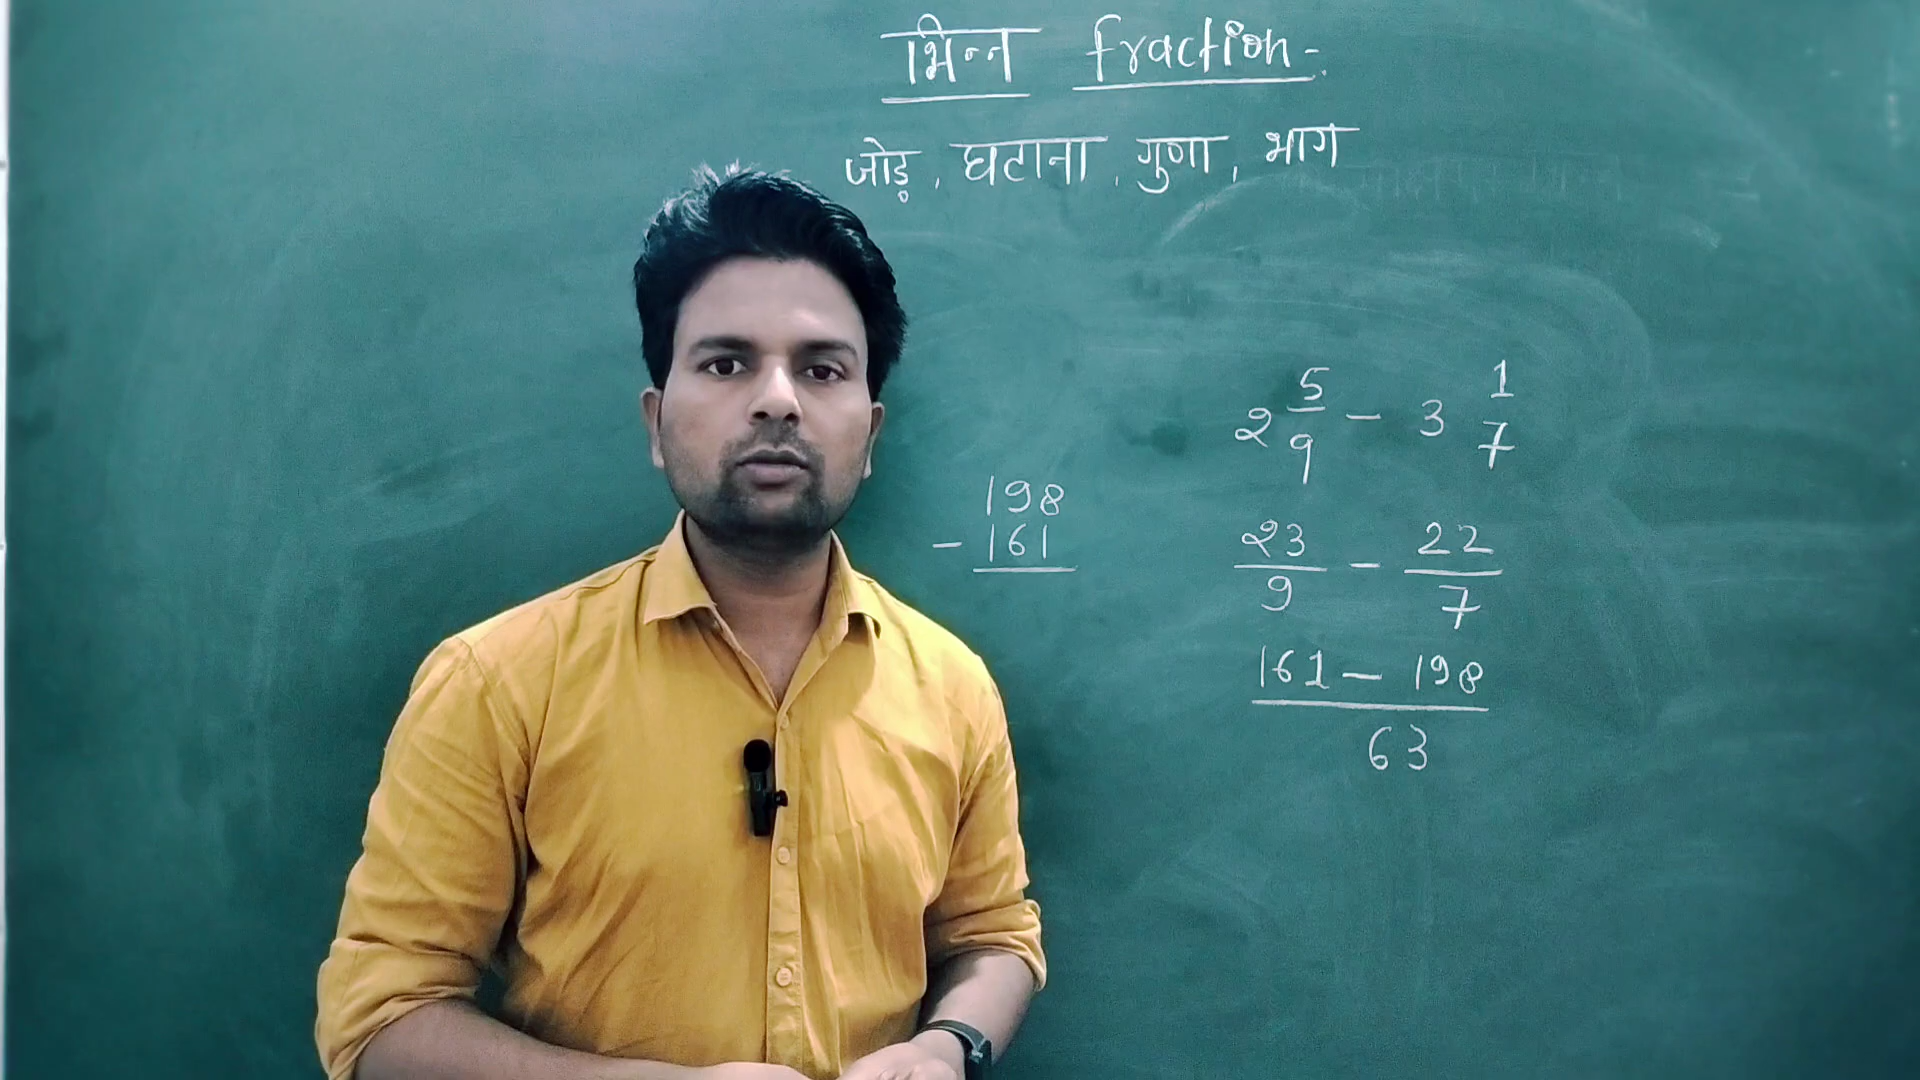 भिन्न fraction-
जोड़, घटाना, गुणा, भाग
2 5/9 - 3 1/7
198
- 161
23/9 - 22/7
161 - 198
63